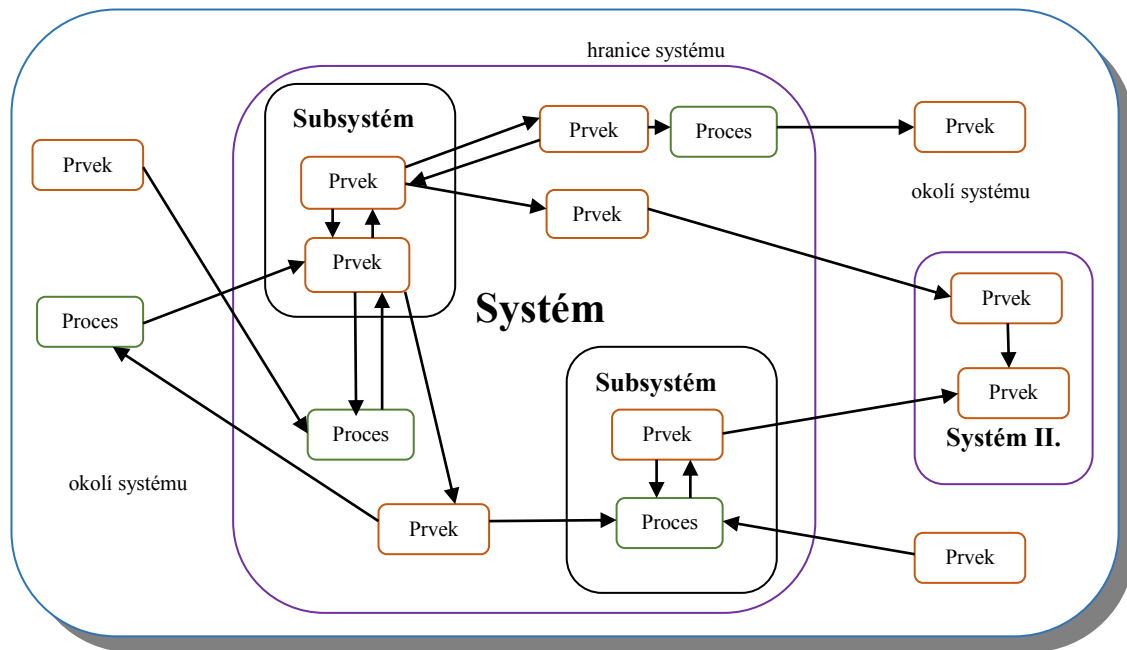 hranice systému
Subsystém
Prvek
Proces
Prvek
Prvek
Prvek
okolí systému
Prvek
Prvek
Prvek
Proces
Systém
Subsystém
Prvek
Prvek
Proces
Systém II.
okolí systému
Prvek
Proces
Prvek